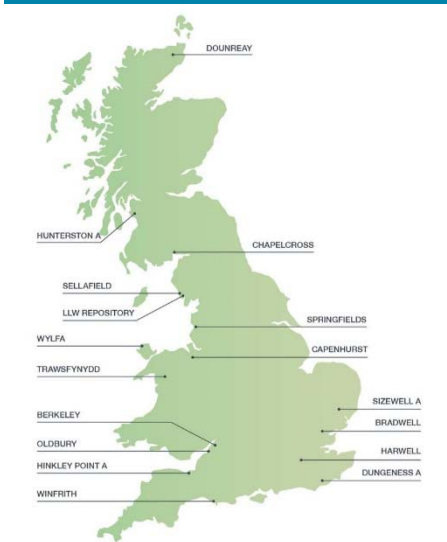 DOUNREAY
HUNTERSTON A
CHAPELCROSS
SELLAFIELD
LLW REPOSITORY
SPRINGFIELDS
WYLFA
CAPENHURST
TRAWSFYNYDD
SIZEWELL A
BERKELEY
BRADWELL
OLDBURY
HARWELL
HINKLEY POINT A
DUNGENESS A
WINFRITH